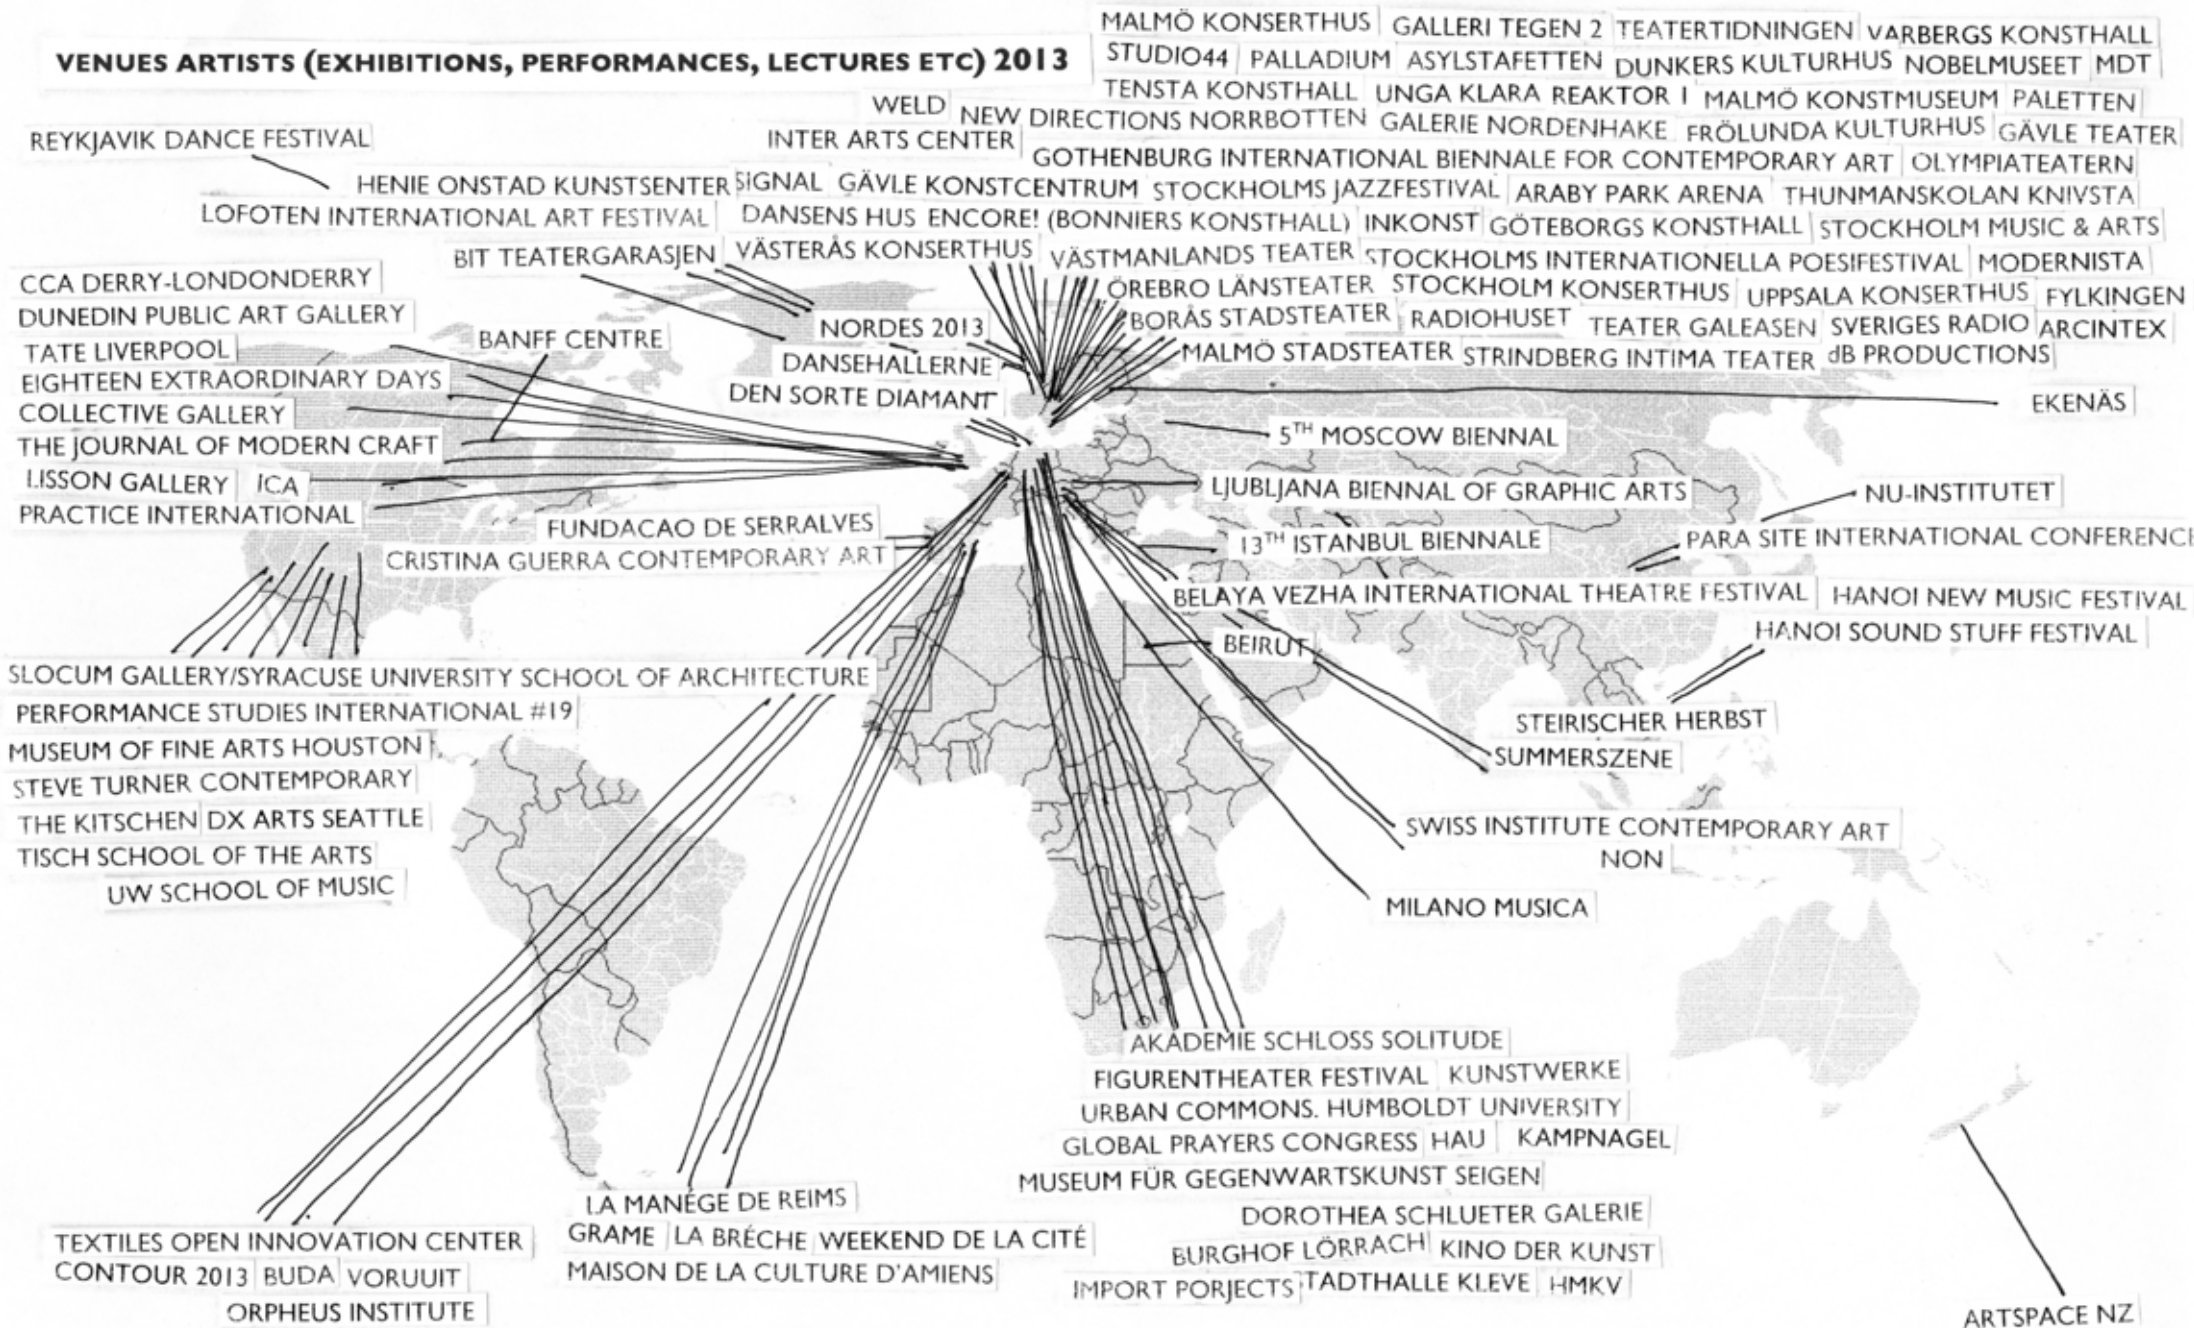 VENUES ARTISTS (EXHIBITIONS, PERFORMANCES, LECTURES ETC) 2013
MALMÖ KONSERTHUS GALLERI TEGEN 2 TEATERTIDNINGEN VARBERGS KONSTHALL
STUDIO44 PALLADIUM ASYLSTAFETTEN DUNKERS KULTURHUS NOBELMUSEET MDT
TENSTA KONSTHALL UNGA KLARA REAKTOR I MALMÖ KONSTMUSEUM PALETTEN
WELD NEW DIRECTIONS NORRBOTTEN GALERIE NORDENHAKE FRÖLUNDA KULTURHUS GÄVLE TEATER
INTER ARTS CENTER GOTHENBURG INTERNATIONAL BIENNALE FOR CONTEMPORARY ART OLYMPIATEATERN
REYKJAVIK DANCE FESTIVAL
HENIE ONSTAD KUNSTSENTER SIGNAL GÄVLE KONSTCENTRUM STOCKHOLMS JAZZFESTIVAL ARABY PARK ARENA THUNMANSKOLAN KNIVSTA
LOFOTEN INTERNATIONAL ART FESTIVAL DANSENS HUS ENCORE! (BONNIERS KONSTHALL) INKONST GÖTEBORGS KONSTHALL STOCKHOLM MUSIC & ARTS
BIT TEATERGARASJEN VÄSTERÅS KONSERTHUS VÄSTMANLANDS TEATER STOCKHOLMS INTERNATIONELLA POESIFESTIVAL MODERNISTA
ÖREBRO LÄNSTEATER STOCKHOLM KONSERTHUS UPPSALA KONSERTHUS FYLKINGEN
BORÅS STADSTEATER RADIOHUSET TEATER GALEASEN SVERIGES RADIO ARCINTEX
MALMÖ STADSTEATER STRINDBERG INTIMA TEATER dB PRODUCTIONS
CCA DERRY-LONDONDERRY
DUNEDIN PUBLIC ART GALLERY
TATE LIVERPOOL
EIGHTEEN EXTRAORDINARY DAYS
COLLECTIVE GALLERY
THE JOURNAL OF MODERN CRAFT
LISSON GALLERY ICA
PRACTICE INTERNATIONAL
BANFF CENTRE
NORDES 2013
DANSEHALLERNE
DEN SORTE DIAMANT
EKENÄS
5TH MOSCOW BIENNAL
LJUBLJANA BIENNAL OF GRAPHIC ARTS
NU-INSTITUTET
FUNDACAO DE SERRALVES
CRISTINA GUERRA CONTEMPORARY ART
13TH ISTANBUL BIENNALE
PARA SITE INTERNATIONAL CONFERENCE
BELAYA VEZHA INTERNATIONAL THEATRE FESTIVAL
HANOI NEW MUSIC FESTIVAL
HANOI SOUND STUFF FESTIVAL
BEIRUT
SLOCUM GALLERY/SYRACUSE UNIVERSITY SCHOOL OF ARCHITECTURE
PERFORMANCE STUDIES INTERNATIONAL #19
MUSEUM OF FINE ARTS HOUSTON
STEVE TURNER CONTEMPORARY
THE KITSCHEN DX ARTS SEATTLE
TISCH SCHOOL OF THE ARTS
UW SCHOOL OF MUSIC
STEIRISCHER HERBST
SUMMERSZENE
SWISS INSTITUTE CONTEMPORARY ART
NON
MILANO MUSICA
AKADEMIE SCHLOSS SOLITUDE
FIGURENTHEATER FESTIVAL KUNSTWERKE
URBAN COMMONS. HUMBOLDT UNIVERSITY
GLOBAL PRAYERS CONGRESS HAU KAMPNAGEL
MUSEUM FÜR GEGENWARTSKUNST SEIGEN
DOROTHEA SCHLUETER GALERIE
BURGHOF LÖRRACH KINO DER KUNST
IMPORT PORJECTS TADTHALLE KLEVE HMKV
LA MANÉGE DE REIMS
GRAME LA BRÉCHE WEEKEND DE LA CITÉ
MAISON DE LA CULTURE D'AMIENS
TEXTILES OPEN INNOVATION CENTER
CONTOUR 2013 BUDA VORUUIT
ORPHEUS INSTITUTE
ARTSPACE NZ